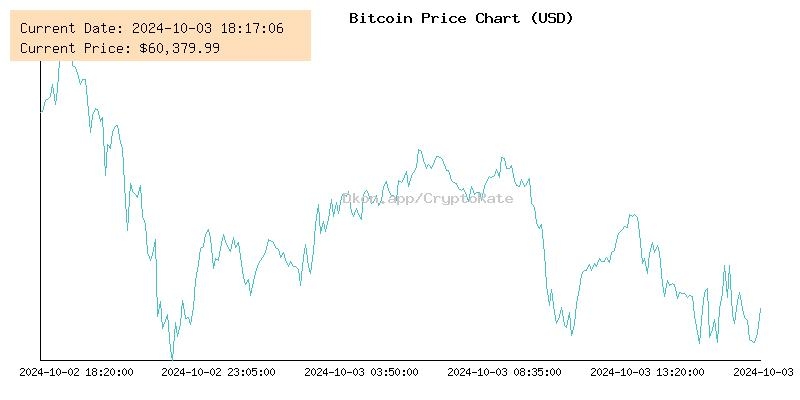 Bitcoin Price Chart (USD)
Current Date: 2024-10-03 18:17:06
Current Price: $60,379.99
Dkon.app/CryptoRate
2024-10-02 18:20:00 2024-10-02 23:05:00 2024-10-03 03:50:00 2024-10-03 08:35:00 2024-10-03 13:20:00 2024-10-03